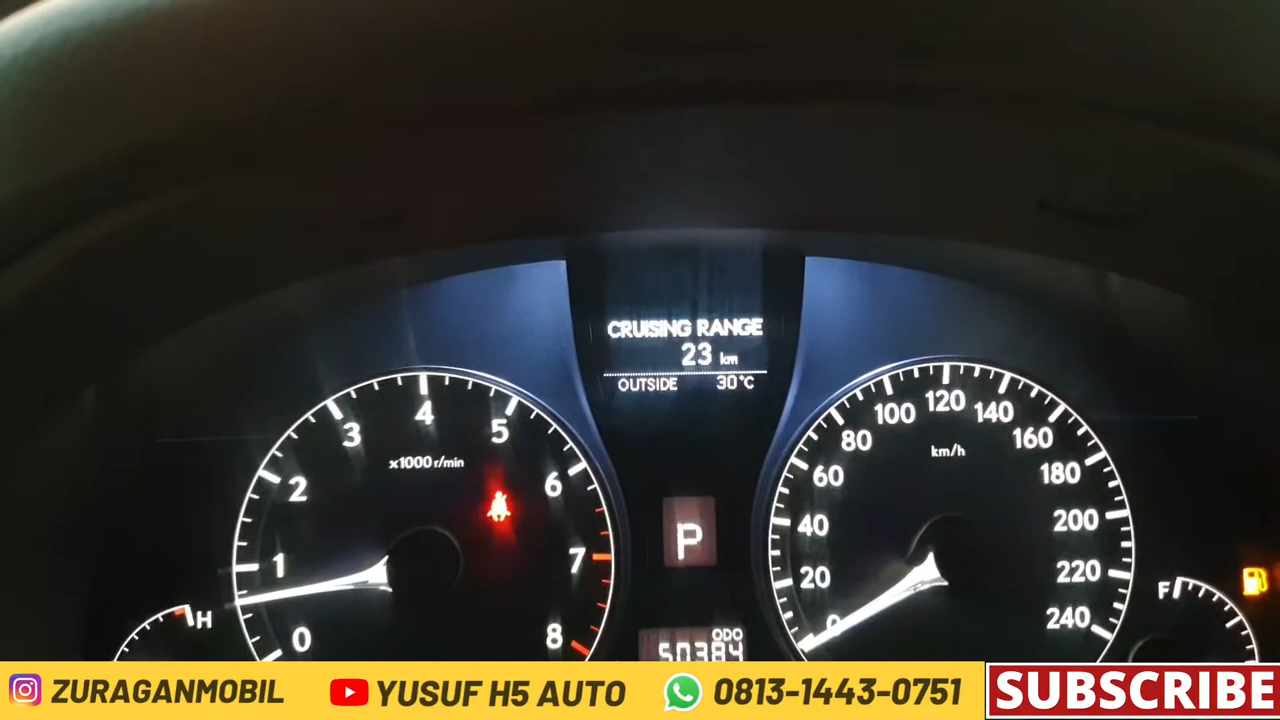 CRUISING RANGE
23 km
OUTSIDE 30°C
0 1 2 3 4 5 6 7 8
x1000 r/min
0 20 40 60 80 100 120 140 160 180 200 220 240
km/h
P
H
F
ODO
50384
ZURAGANMOBIL
YUSUF H5 AUTO
0813-1443-0751
SUBSCRIBE